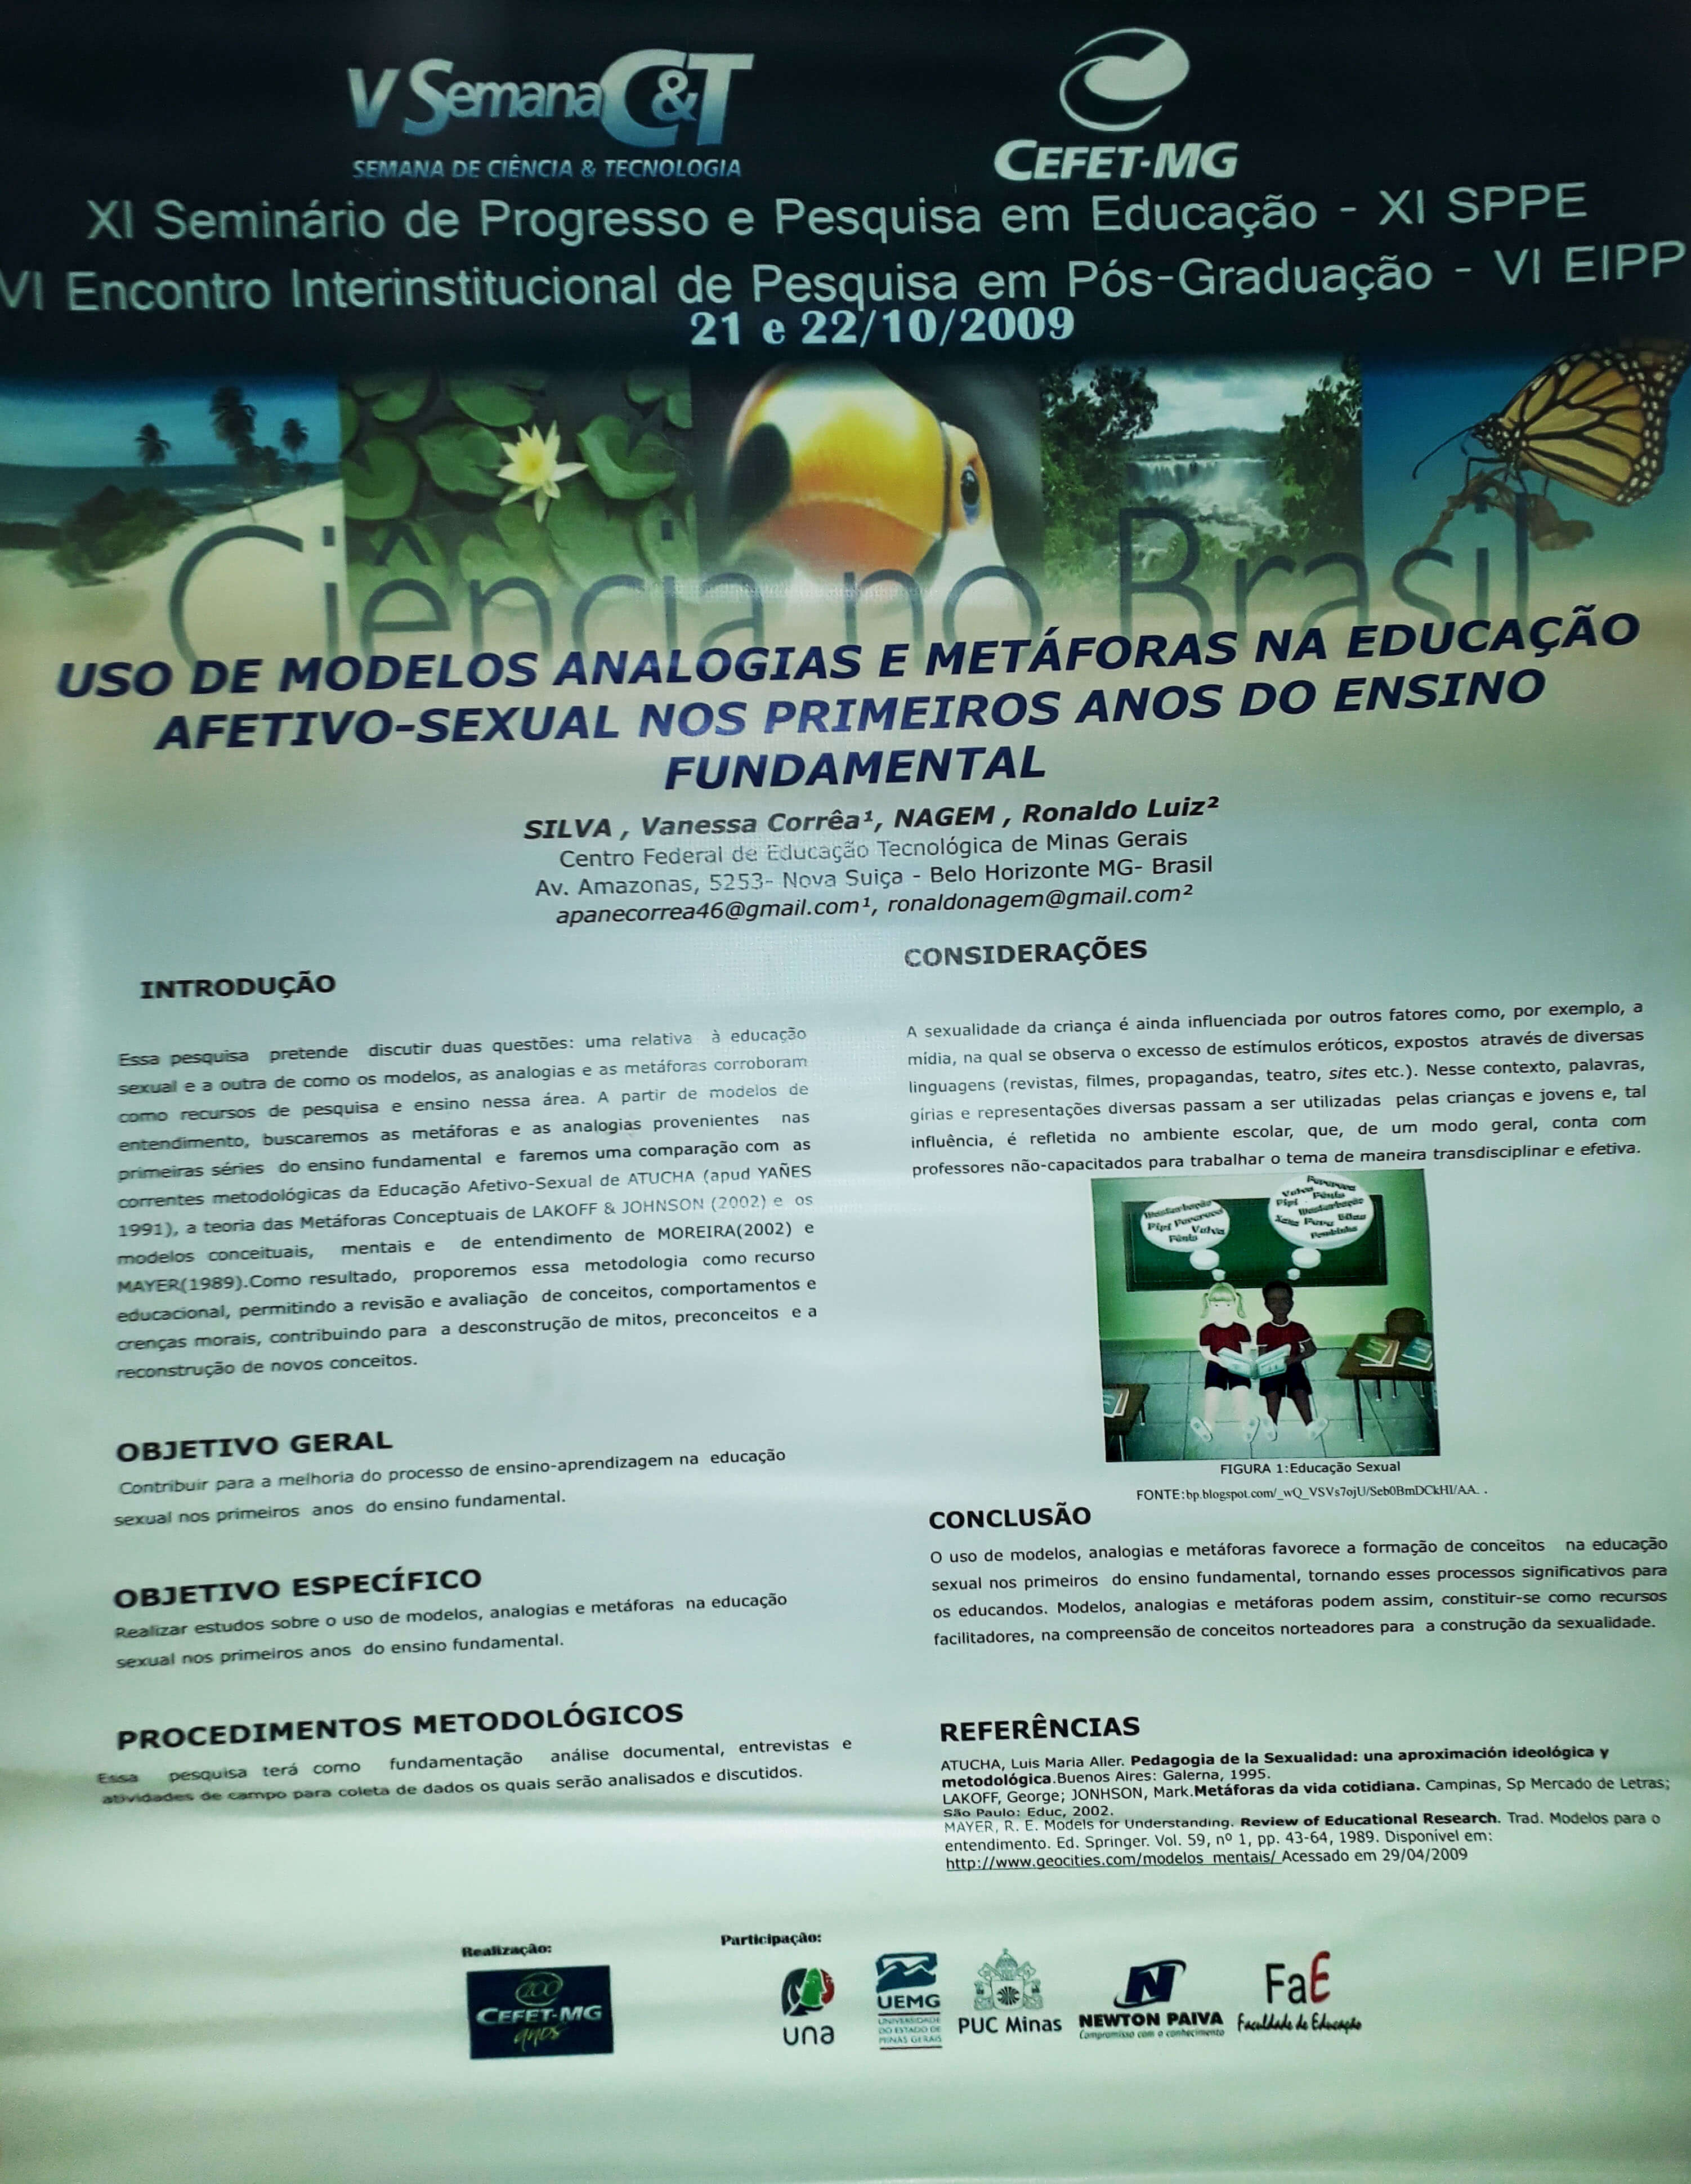 V Semana C&T
SEMANA DE CIÊNCIA & TECNOLOGIA
CEFET-MG
XI Seminário de Progresso e Pesquisa em Educação - XI SPPE
VI Encontro Interinstitucional de Pesquisa em Pós-Graduação - VI EIPP
21 e 22/10/2009
Ciência no Brasil
USO DE MODELOS ANALOGIAS E METÁFORAS NA EDUCAÇÃO
AFETIVO-SEXUAL NOS PRIMEIROS ANOS DO ENSINO
FUNDAMENTAL
SILVA , Vanessa Corrêa¹, NAGEM , Ronaldo Luiz²
Centro Federal de Educação Tecnológica de Minas Gerais
Av. Amazonas, 5253- Nova Suiça - Belo Horizonte MG- Brasil
apanecorrea46@gmail.com¹, ronaldonagem@gmail.com²
INTRODUÇÃO
Essa pesquisa pretende discutir duas questões: uma relativa à educação
sexual e a outra de como os modelos, as analogias e as metáforas corroboram
como recursos de pesquisa e ensino nessa área. A partir de modelos de
entendimento, buscaremos as metáforas e as analogias provenientes nas
primeiras séries do ensino fundamental e faremos uma comparação com as
correntes metodológicas da Educação Afetivo-Sexual de ATUCHA (apud YAÑES
1991), a teoria das Metáforas Conceptuais de LAKOFF & JOHNSON (2002) e os
modelos conceituais, mentais e de entendimento de MOREIRA(2002) e
MAYER(1989).Como resultado, proporemos essa metodologia como recurso
educacional, permitindo a revisão e avaliação de conceitos, comportamentos e
crenças morais, contribuindo para a desconstrução de mitos, preconceitos e a
reconstrução de novos conceitos.
OBJETIVO GERAL
Contribuir para a melhoria do processo de ensino-aprendizagem na educação
sexual nos primeiros anos do ensino fundamental.
OBJETIVO ESPECÍFICO
Realizar estudos sobre o uso de modelos, analogias e metáforas na educação
sexual nos primeiros anos do ensino fundamental.
PROCEDIMENTOS METODOLÓGICOS
Essa pesquisa terá como fundamentação análise documental, entrevistas e
atividades de campo para coleta de dados os quais serão analisados e discutidos.
CONSIDERAÇÕES
A sexualidade da criança é ainda influenciada por outros fatores como, por exemplo, a
mídia, na qual se observa o excesso de estímulos eróticos, expostos através de diversas
linguagens (revistas, filmes, propagandas, teatro, sites etc.). Nesse contexto, palavras,
gírias e representações diversas passam a ser utilizadas pelas crianças e jovens e, tal
influência, é refletida no ambiente escolar, que, de um modo geral, conta com
professores não-capacitados para trabalhar o tema de maneira transdisciplinar e efetiva.
Masturbação
Pipi Perereca
Vulva
Pênis
Perereca
Vulva Pênis
Pipi Masturbação
Pombinha
FIGURA 1:Educação Sexual
FONTE:bp.blogspot.com/_wQ_VSVs7ojU/Seb0BmDCkHI/AA. .
CONCLUSÃO
O uso de modelos, analogias e metáforas favorece a formação de conceitos na educação
sexual nos primeiros do ensino fundamental, tornando esses processos significativos para
os educandos. Modelos, analogias e metáforas podem assim, constituir-se como recursos
facilitadores, na compreensão de conceitos norteadores para a construção da sexualidade.
REFERÊNCIAS
ATUCHA, Luis Maria Aller. Pedagogia de la Sexualidad: una aproximación ideológica y
metodológica.Buenos Aires: Galerna, 1995.
LAKOFF, George; JONHSON, Mark.Metáforas da vida cotidiana. Campinas, Sp Mercado de Letras;
São Paulo: Educ, 2002.
MAYER, R. E. Models for Understanding. Review of Educational Research. Trad. Modelos para o
entendimento. Ed. Springer. Vol. 59, nº 1, pp. 43-64, 1989. Disponível em:
http://www.geocities.com/modelos_mentais/ Acessado em 29/04/2009
Realização:
200
CEFET-MG
anos
Participação:
una
UEMG
UNIVERSIDADE
DO ESTADO DE
MINAS GERAIS
PUC Minas
NEWTON PAIVA
Compromisso com o conhecimento
FaE
Faculdade de Educação